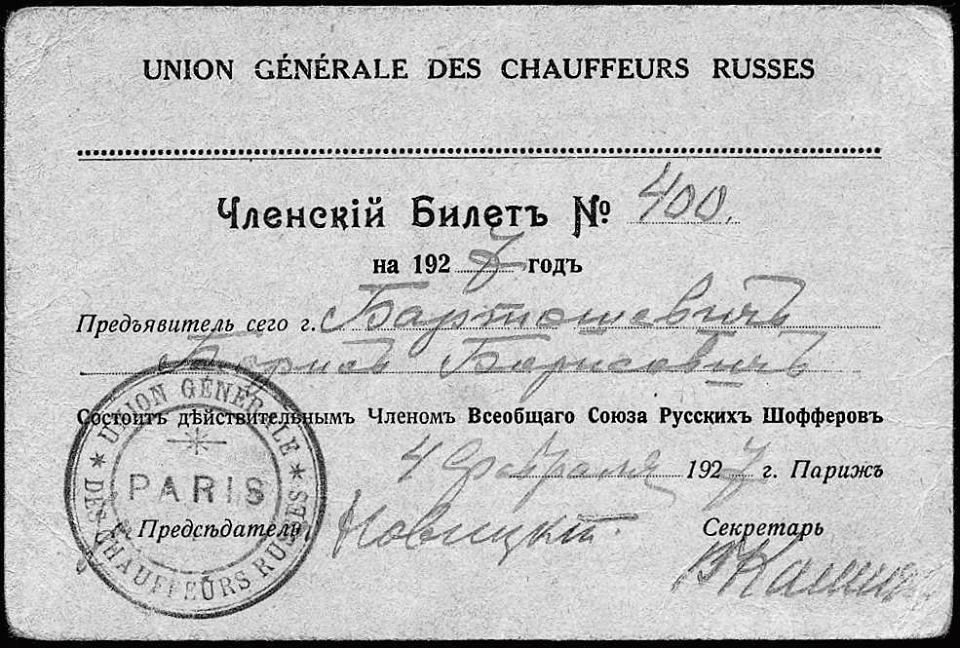 UNION GÉNÉRALE DES CHAUFFEURS RUSSES
Членскій Билетъ № 400.
на 1927 годъ
Предъявитель сего г. Бартошевичъ
Борисъ Борисовичъ
Состоитъ дѣйствительнымъ Членомъ Всеобщаго Союза Русскихъ Шофферовъ
4 февраля 1927 г. Парижъ
Предсѣдатель Новицкій. Секретарь
UNION GÉNÉRALE DES CHAUFFEURS RUSSES
PARIS